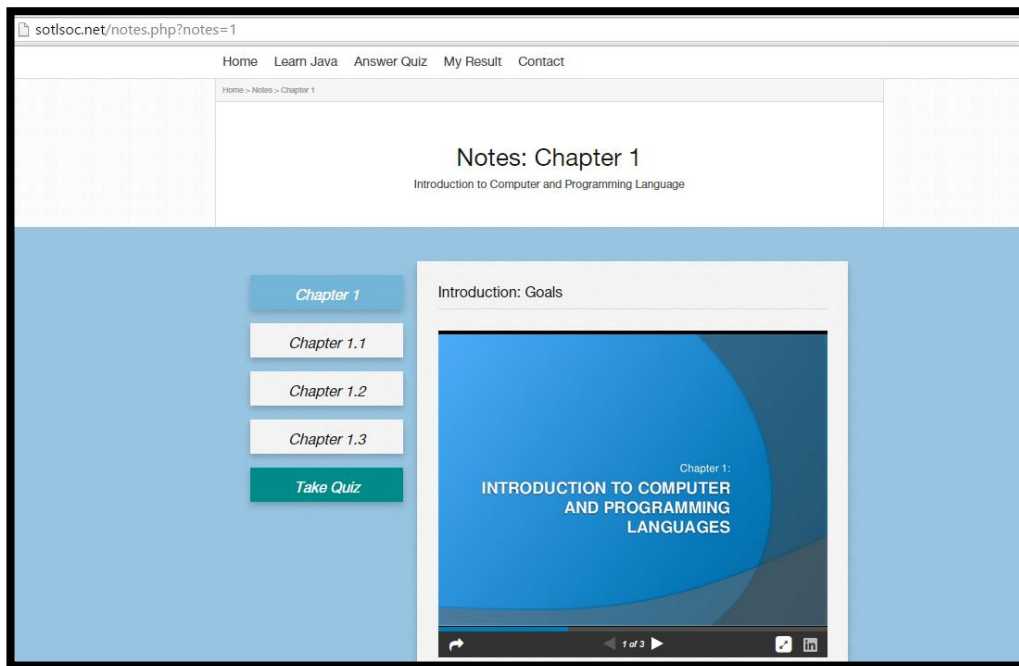 sotlsoc.net/notes.php?notes=1
Home Learn Java Answer Quiz My Result Contact
Home > Notes > Chapter 1
Notes: Chapter 1
Introduction to Computer and Programming Language
Chapter 1
Chapter 1.1
Chapter 1.2
Chapter 1.3
Take Quiz
Introduction: Goals
Chapter 1:
INTRODUCTION TO COMPUTER
AND PROGRAMMING
LANGUAGES
1 of 3
in